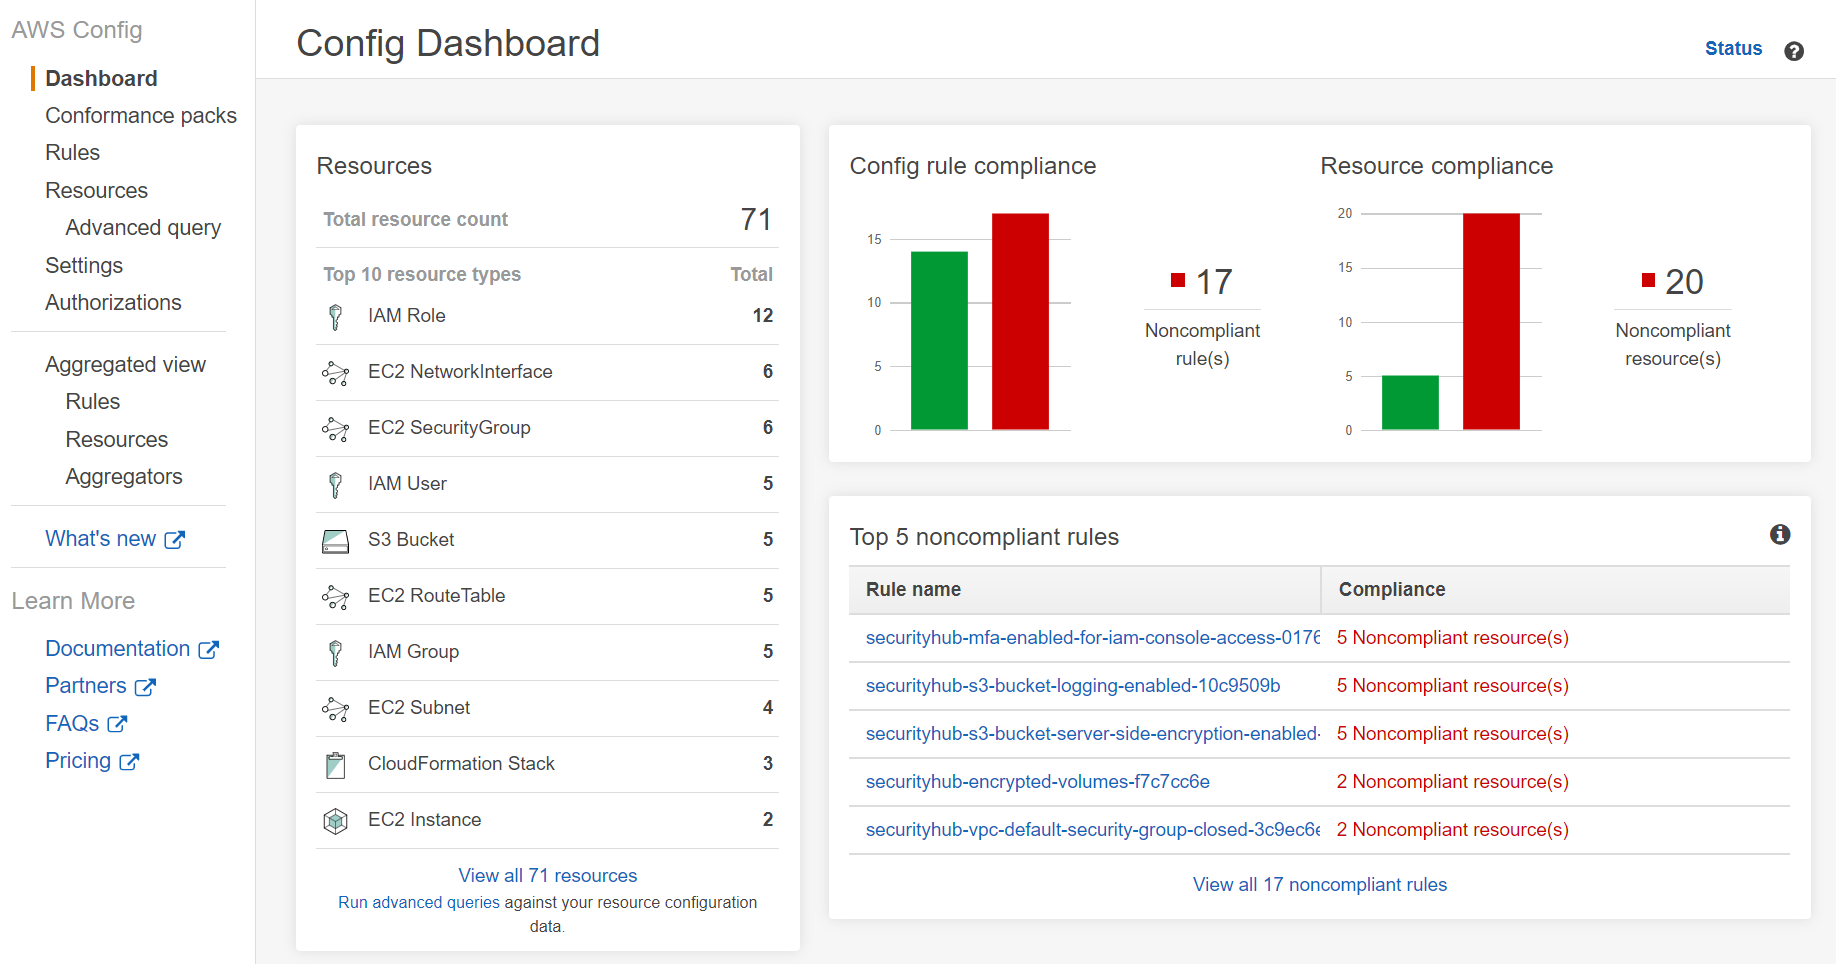 AWS Config
Dashboard
Conformance packs
Rules
Resources
Advanced query
Settings
Authorizations
Aggregated view
Rules
Resources
Aggregators
What's new
Learn More
Documentation
Partners
FAQs
Pricing
Config Dashboard
Status
Resources
Total resource count 71
Top 10 resource types Total
IAM Role 12
EC2 NetworkInterface 6
EC2 SecurityGroup 6
IAM User 5
S3 Bucket 5
EC2 RouteTable 5
IAM Group 5
EC2 Subnet 4
CloudFormation Stack 3
EC2 Instance 2
View all 71 resources
Run advanced queries against your resource configuration
data.
Config rule compliance
15
10
5
0
17
Noncompliant
rule(s)
Resource compliance
20
15
10
5
0
20
Noncompliant
resource(s)
Top 5 noncompliant rules
Rule name Compliance
securityhub-mfa-enabled-for-iam-console-access-0176 5 Noncompliant resource(s)
securityhub-s3-bucket-logging-enabled-10c9509b 5 Noncompliant resource(s)
securityhub-s3-bucket-server-side-encryption-enabled- 5 Noncompliant resource(s)
securityhub-encrypted-volumes-f7c7cc6e 2 Noncompliant resource(s)
securityhub-vpc-default-security-group-closed-3c9ec6e 2 Noncompliant resource(s)
View all 17 noncompliant rules